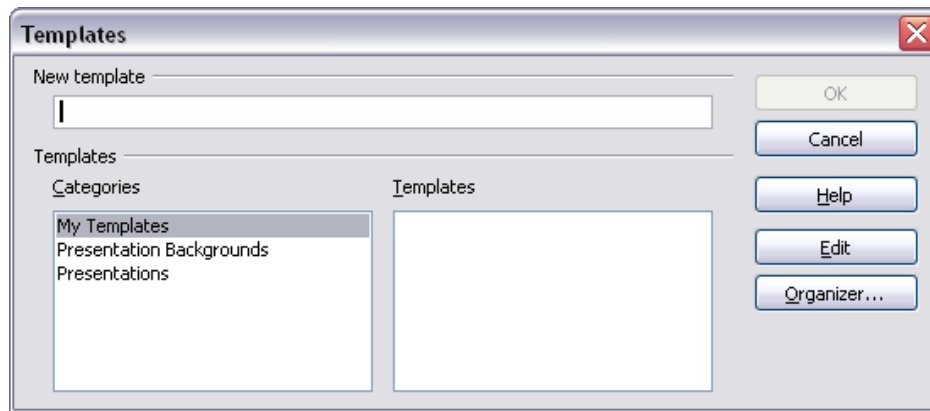 Templates
New template
OK
Cancel
Templates
Categories
Templates
Help
My Templates
Presentation Backgrounds
Presentations
Edit
Organizer...